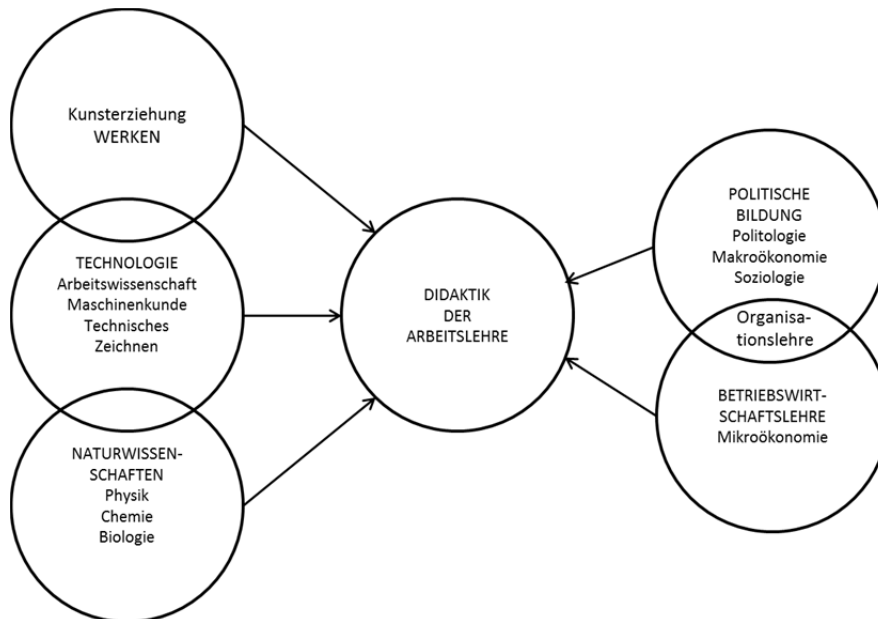 Kunsterziehung
WERKEN
TECHNOLOGIE
Arbeitswissenschaft
Maschinenkunde
Technisches
Zeichnen
NATURWISSEN-
SCHAFTEN
Physik
Chemie
Biologie
DIDAKTIK
DER
ARBEITSLEHRE
POLITISCHE
BILDUNG
Politologie
Makroökonomie
Soziologie
Organisa-
tionslehre
BETRIEBSWIRT-
SCHAFTSLEHRE
Mikroökonomie